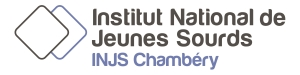 Institut National de
Jeunes Sourds
INJS Chambéry